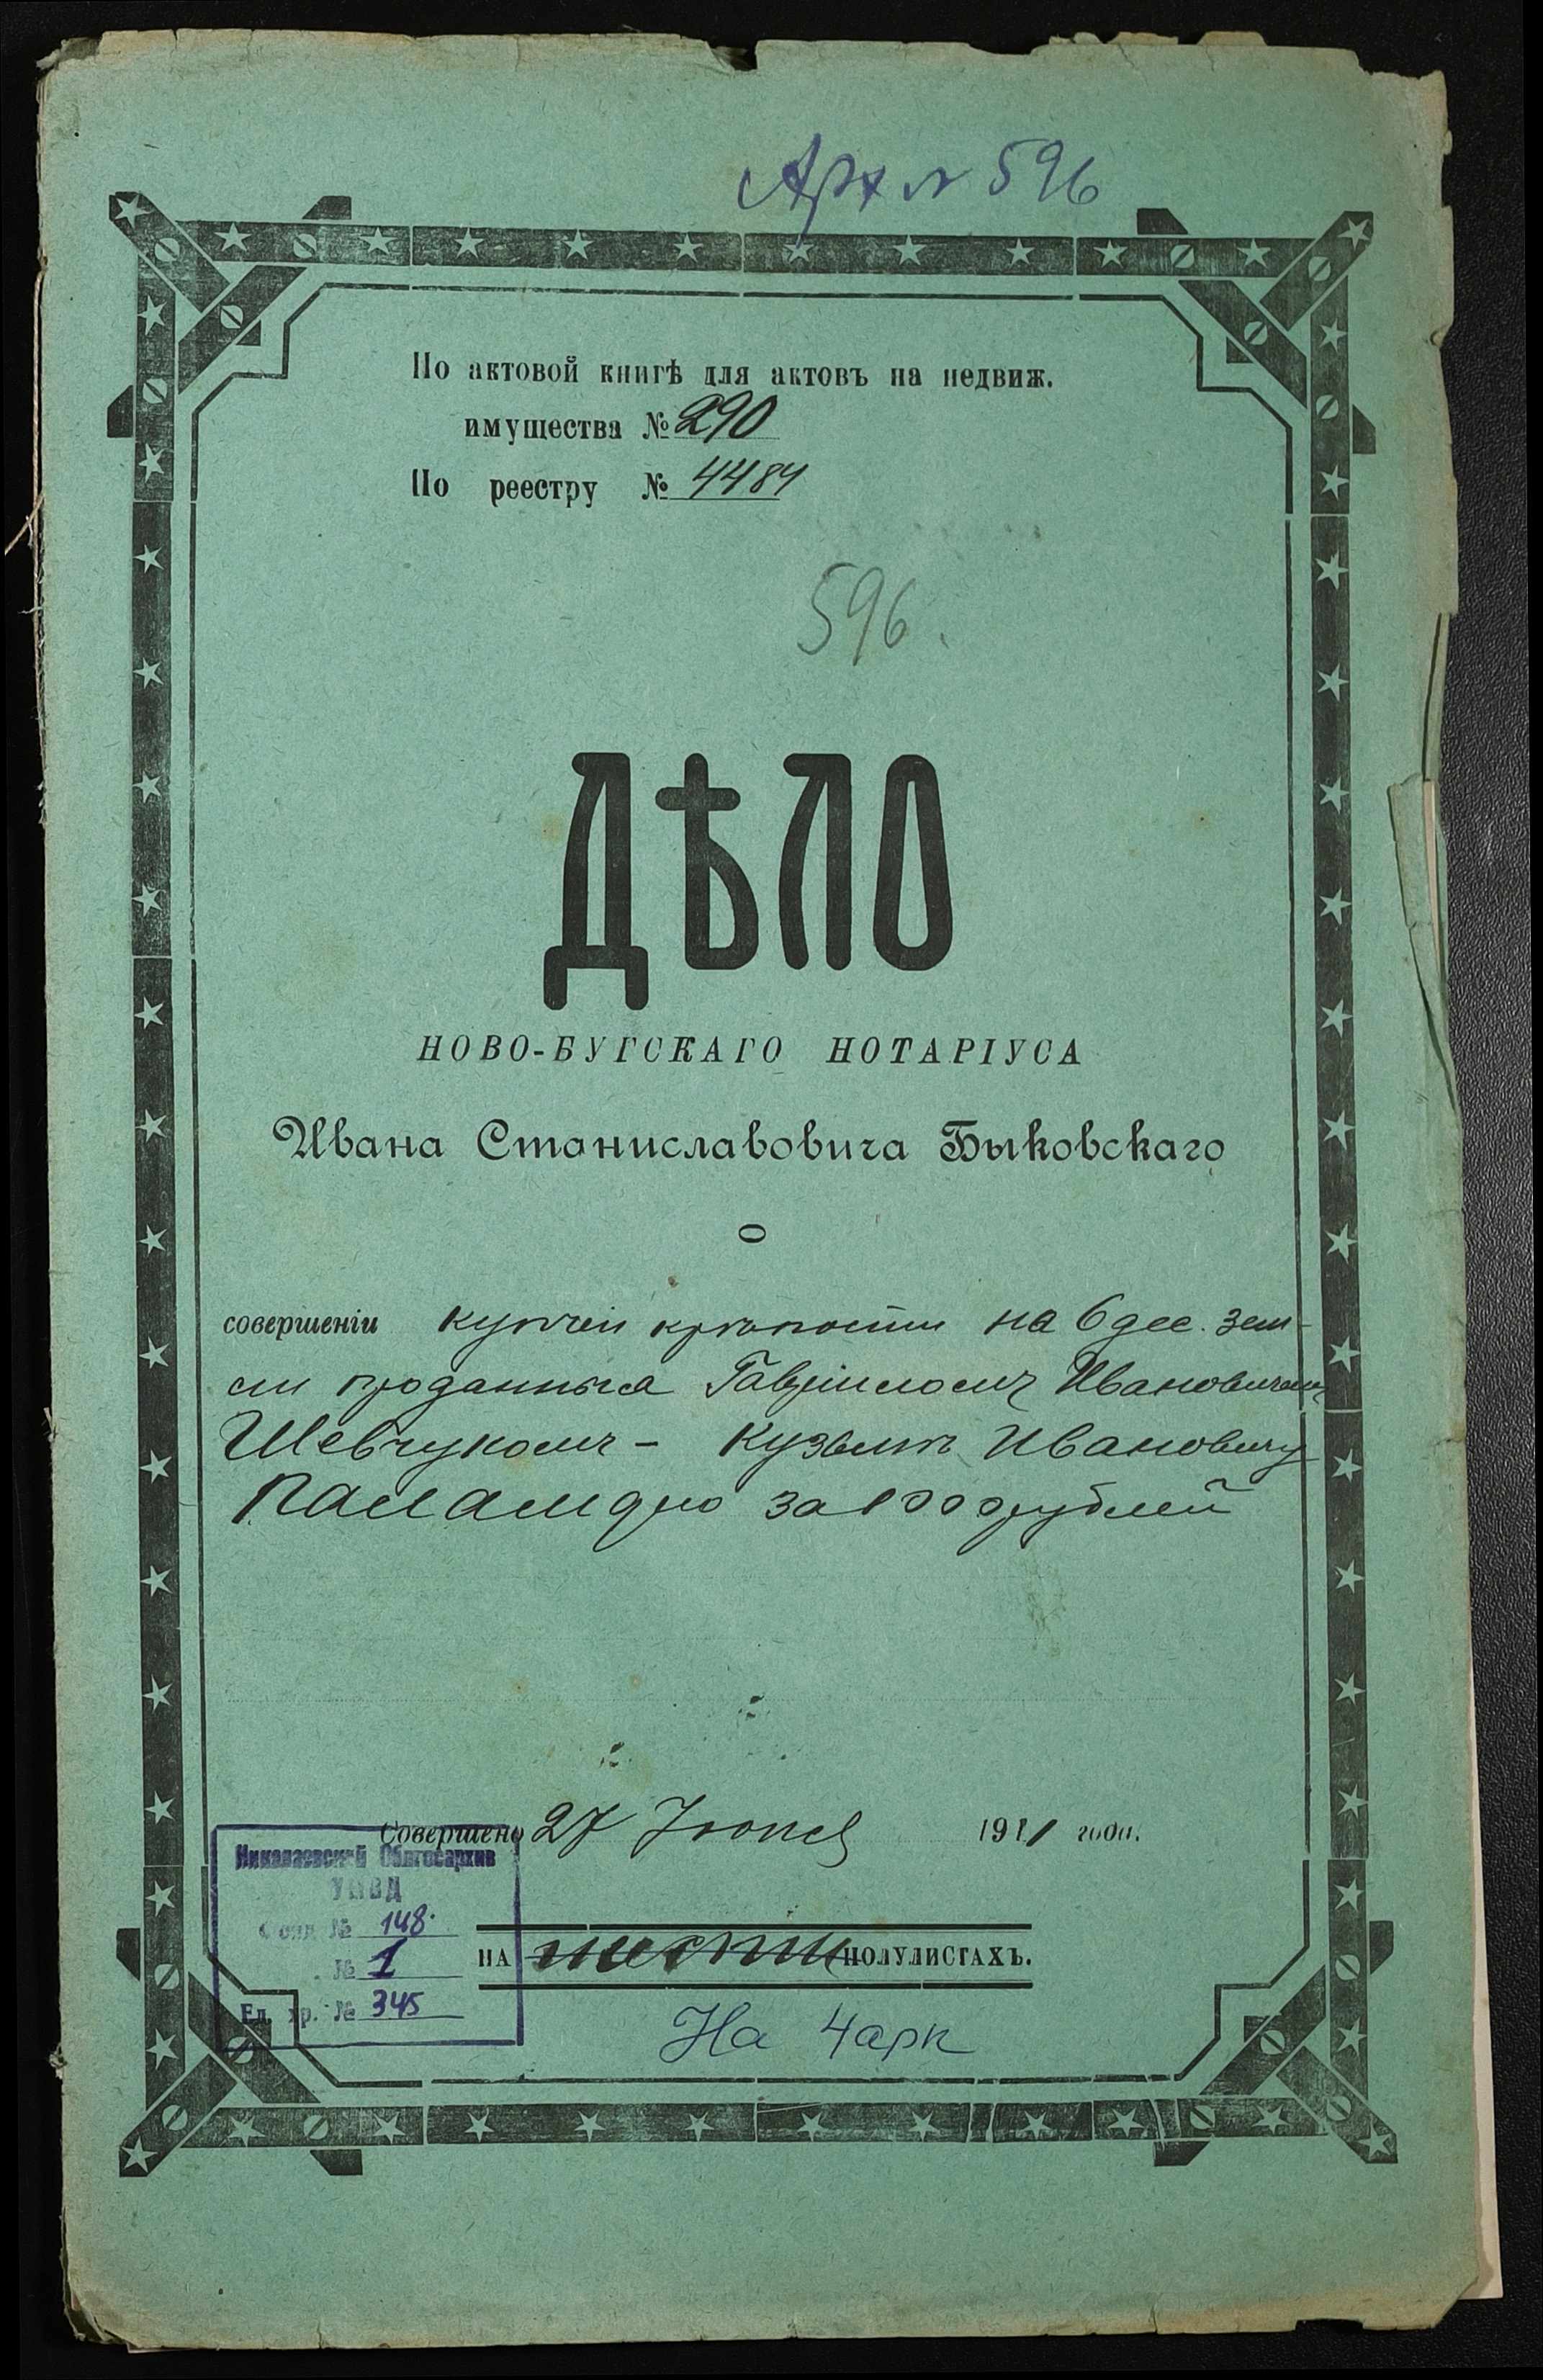 Арх № 596
По актовой книгѣ для актовъ на недвиж.
имущества № 290
По реестру № 4484
596.
ДѢЛО
НОВО-БУГСКАГО НОТАРІУСА
Ивана Станиславовича Быковскаго
о
совершеніи купчей крѣпости на 6 дес. зем-
ли проданныя Гавріиломъ Ивановичемъ
Шевчукомъ - Кузьмѣ Ивановичу
за 1000 рублей
Совершено 27 Іюня 1911 года.
Николаевский Облгосархив
УНВД
Фонд № 148.
№ 1
Ед. хр. № 345
НА шести ПОЛУЛИСТАХЪ.
На 4 арк